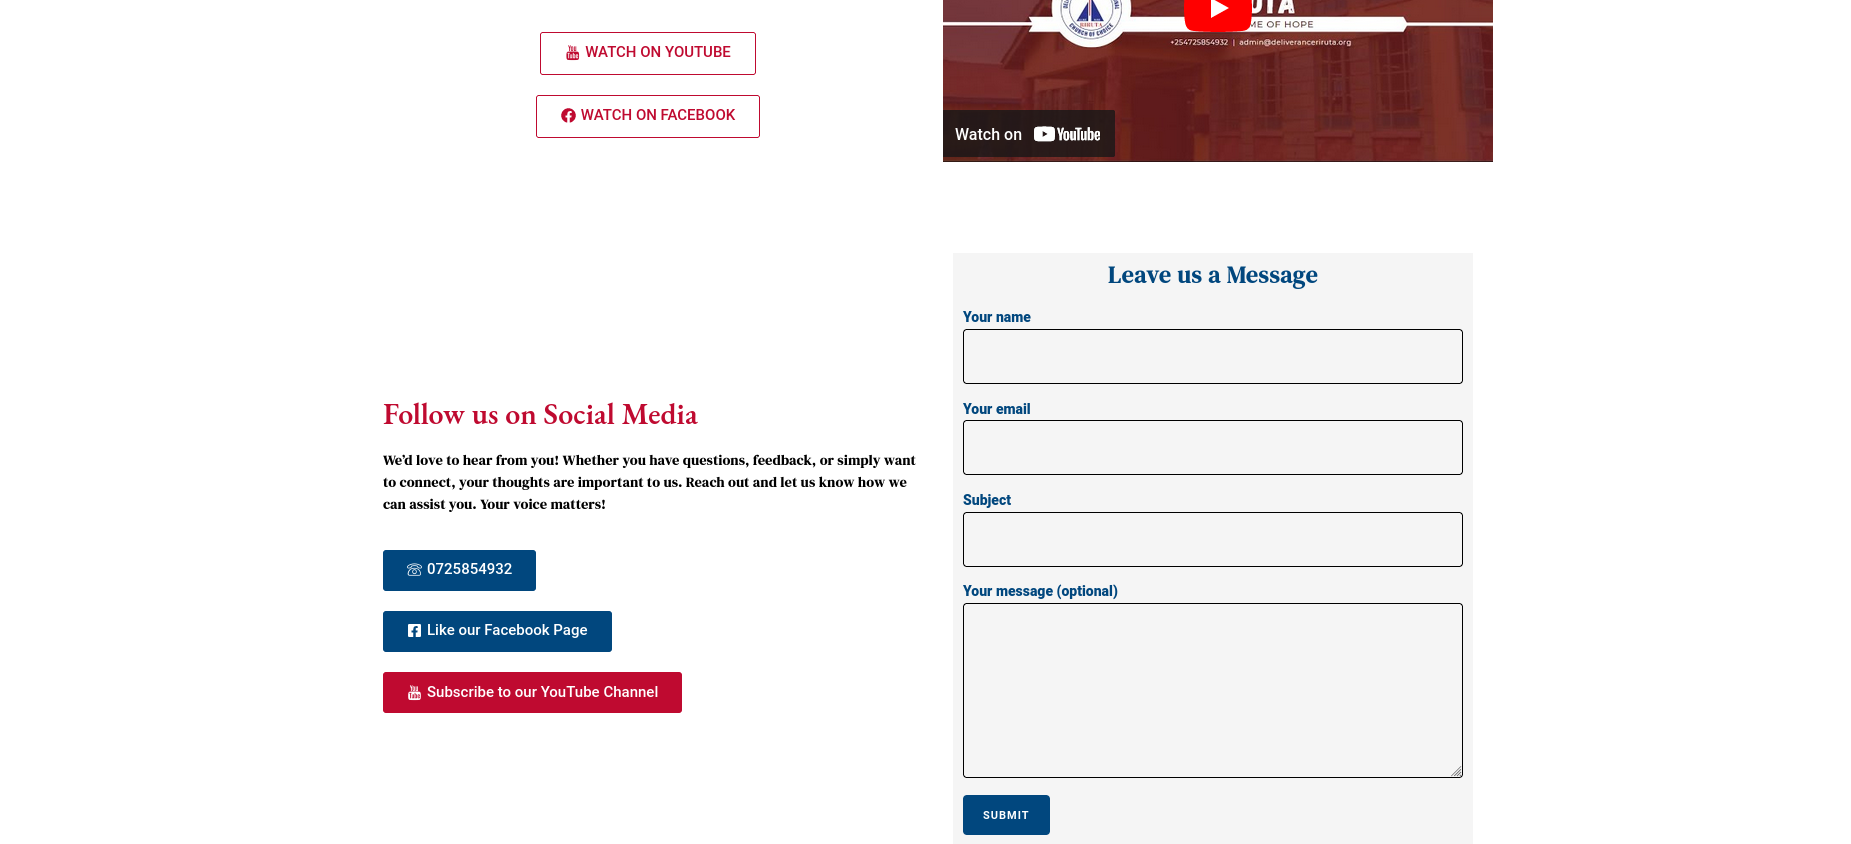 WATCH ON YOUTUBE
WATCH ON FACEBOOK
ME OF HOPE
CHURCH OF CHOICE
+254725854932 | admin@deliveranceriruta.org
Watch on YouTube
Leave us a Message
Your name
Your email
Subject
Your message (optional)
SUBMIT
Follow us on Social Media
We'd love to hear from you! Whether you have questions, feedback, or simply want
to connect, your thoughts are important to us. Reach out and let us know how we
can assist you. Your voice matters!
0725854932
Like our Facebook Page
Subscribe to our YouTube Channel